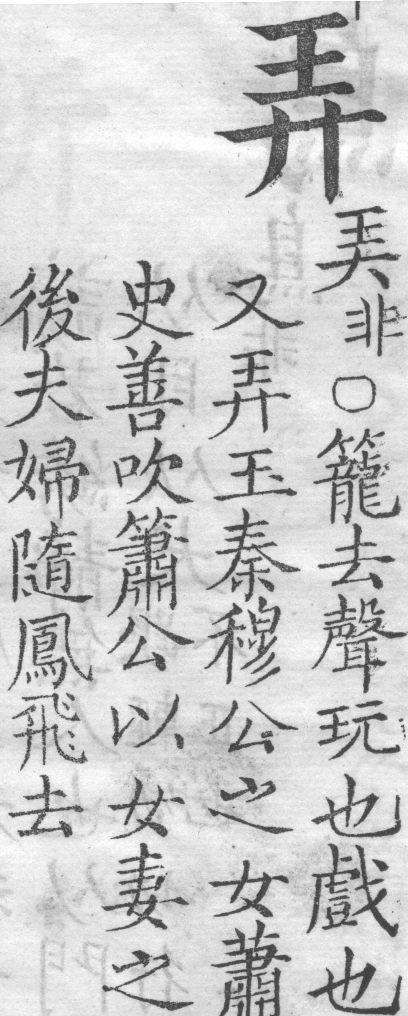 弄
𢍮非○籠去聲玩也戲也
又弄玉秦穆公之女蕭
史善吹簫公以女妻之
後夫婦隨鳳飛去